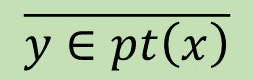 y ∈ pt(x)